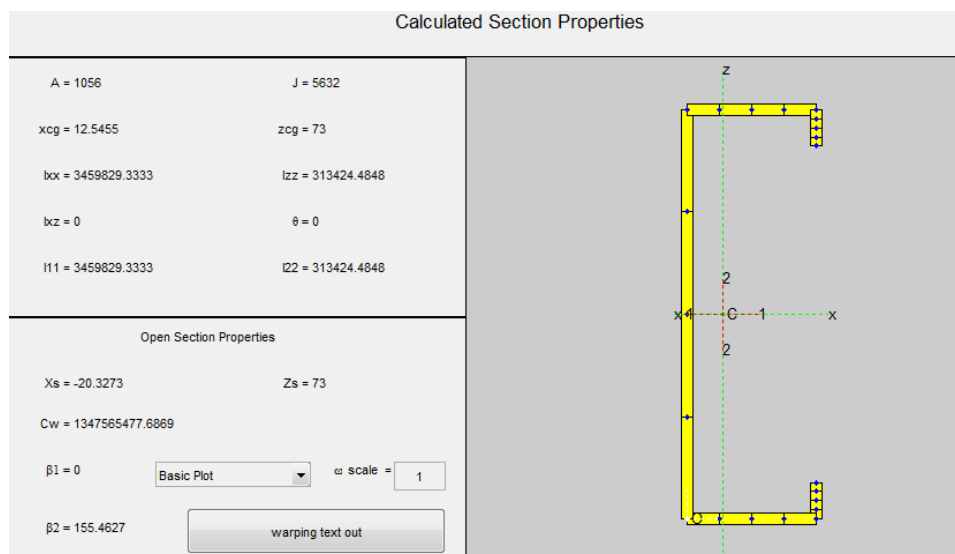 Calculated Section Properties
A = 1056 J = 5632
xcg = 12.5455 zcg = 73
Ixx = 3459829.3333 Izz = 313424.4848
Ixz = 0 θ = 0
I11 = 3459829.3333 I22 = 313424.4848
Open Section Properties
Xs = -20.3273 Zs = 73
Cw = 1347565477.6869
β1 = 0 Basic Plot ω scale = 1
β2 = 155.4627 warping text out
z
2
x 1 C 1 x
2
O